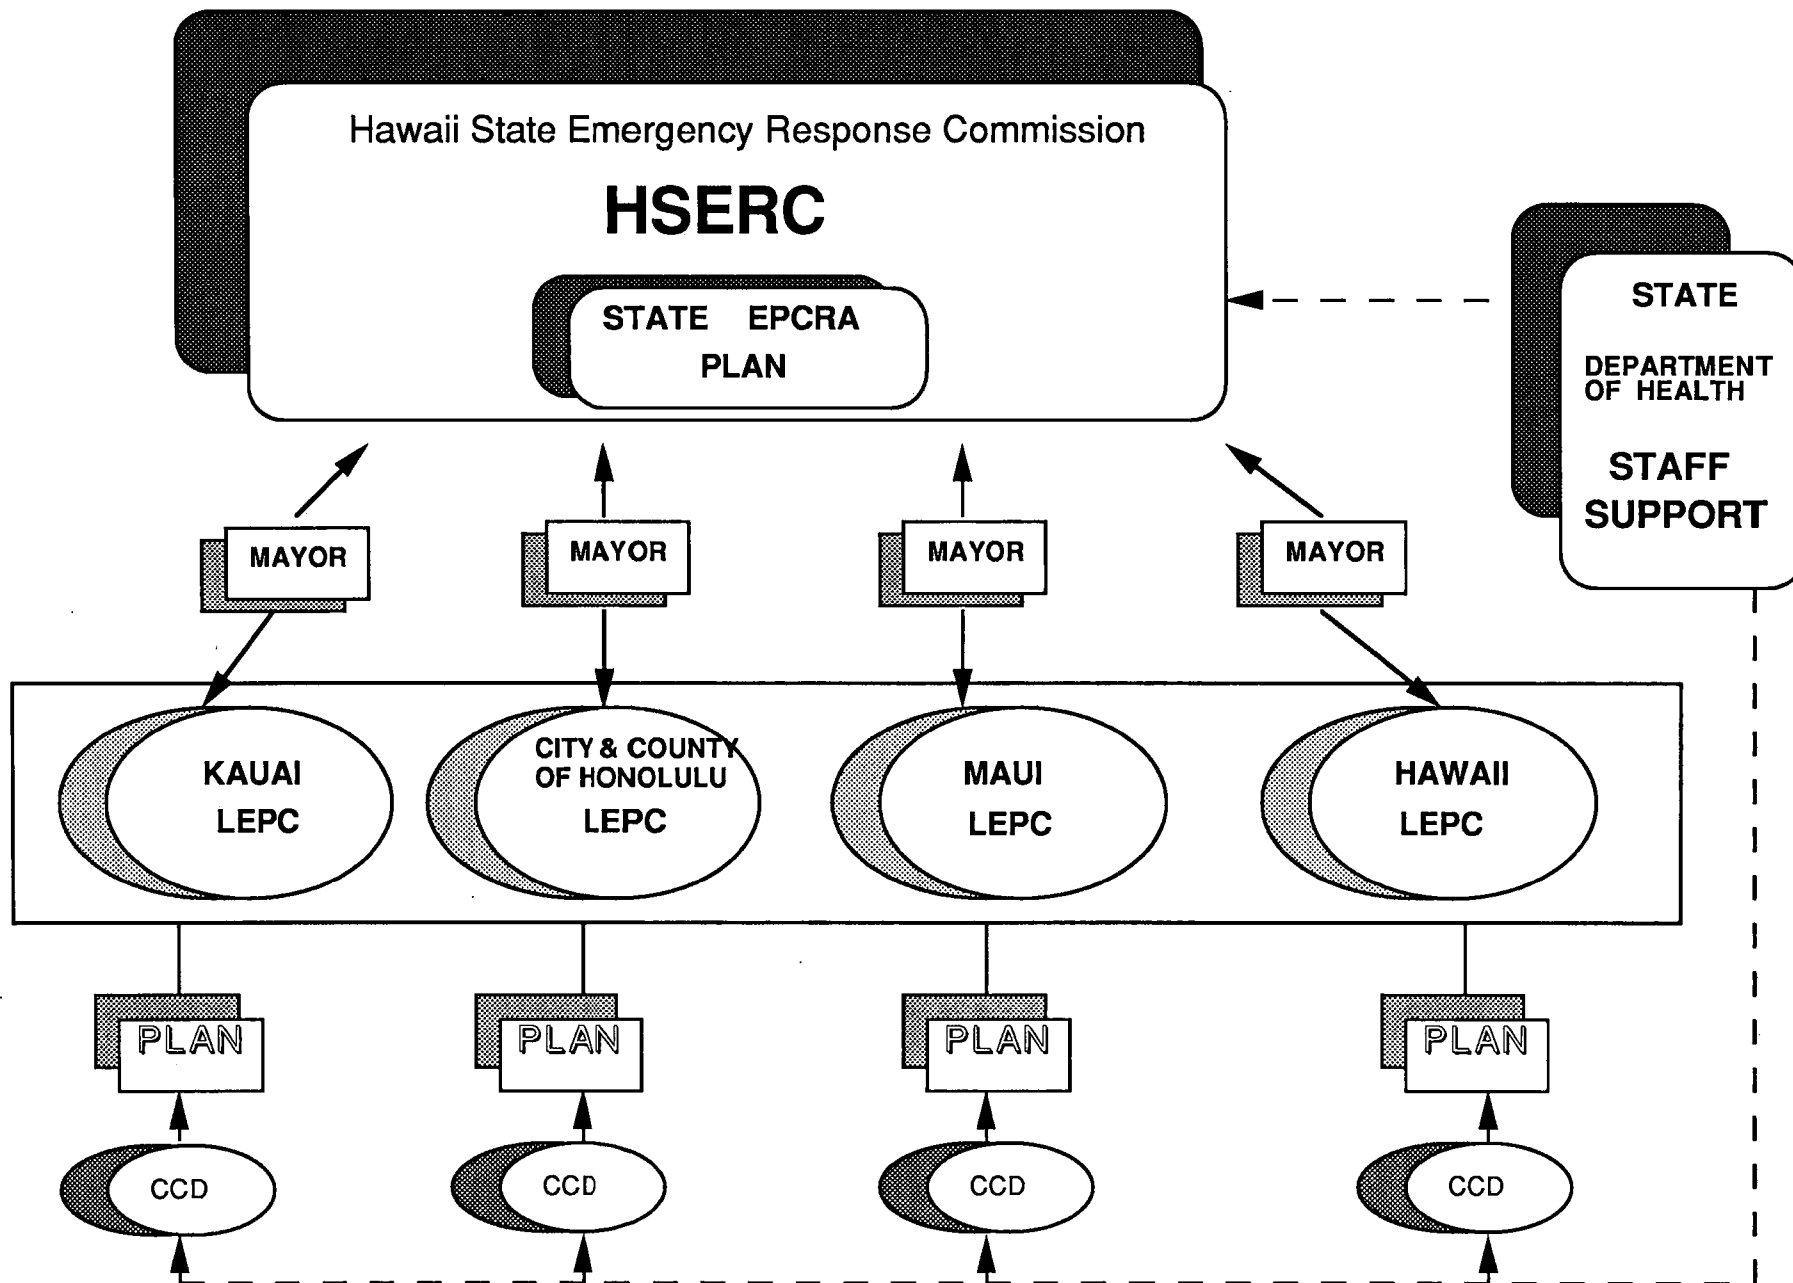 Hawaii State Emergency Response Commission
HSERC
STATE EPCRA
PLAN
STATE
DEPARTMENT
OF HEALTH
STAFF
SUPPORT
MAYOR
MAYOR
MAYOR
MAYOR
KAUAI
LEPC
CITY & COUNTY
OF HONOLULU
LEPC
MAUI
LEPC
HAWAII
LEPC
PLAN
PLAN
PLAN
PLAN
CCD
CCD
CCD
CCD